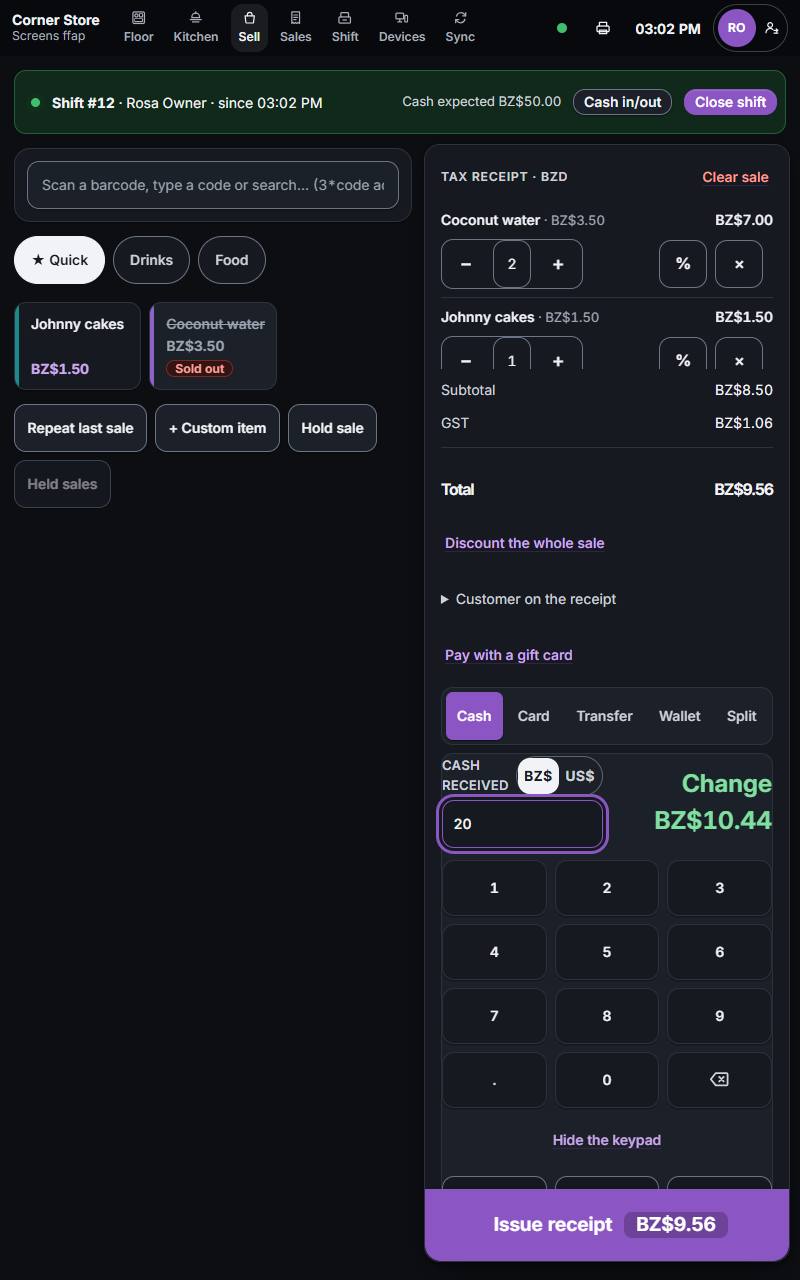 Corner Store
Screens ffap
Floor
Kitchen
Sell
Sales
Shift
Devices
Sync
03:02 PM
RO
Shift #12 · Rosa Owner · since 03:02 PM
Cash expected BZ$50.00
Cash in/out
Close shift
Scan a barcode, type a code or search… (3*code
★ Quick
Drinks
Food
Johnny cakes
BZ$1.50
Coconut water
BZ$3.50
Sold out
Repeat last sale
+ Custom item
Hold sale
Held sales
TAX RECEIPT · BZD
Clear sale
Coconut water · BZ$3.50
BZ$7.00
− 2 + % ×
Johnny cakes · BZ$1.50
BZ$1.50
− 1 + % ×
Subtotal
BZ$8.50
GST
BZ$1.06
Total
BZ$9.56
Discount the whole sale
▶ Customer on the receipt
Pay with a gift card
Cash
Card
Transfer
Wallet
Split
CASH
RECEIVED
BZ$
US$
20
Change
BZ$10.44
1 2 3
4 5 6
7 8 9
. 0
Hide the keypad
Issue receipt BZ$9.56